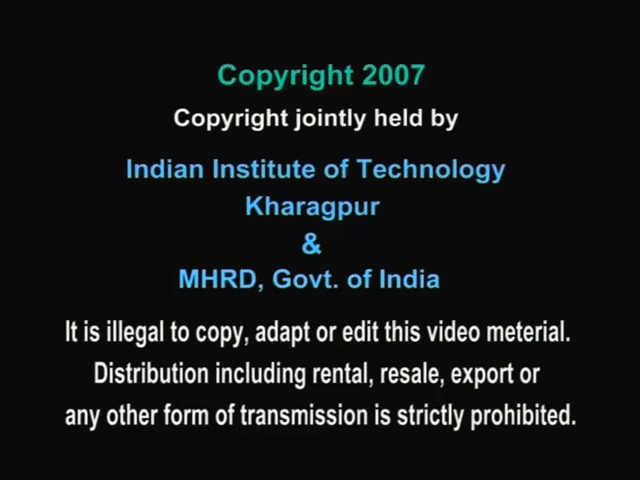 Copyright 2007
Copyright jointly held by
Indian Institute of Technology
Kharagpur
&
MHRD, Govt. of India
It is illegal to copy, adapt or edit this video meterial.
Distribution including rental, resale, export or
any other form of transmission is strictly prohibited.